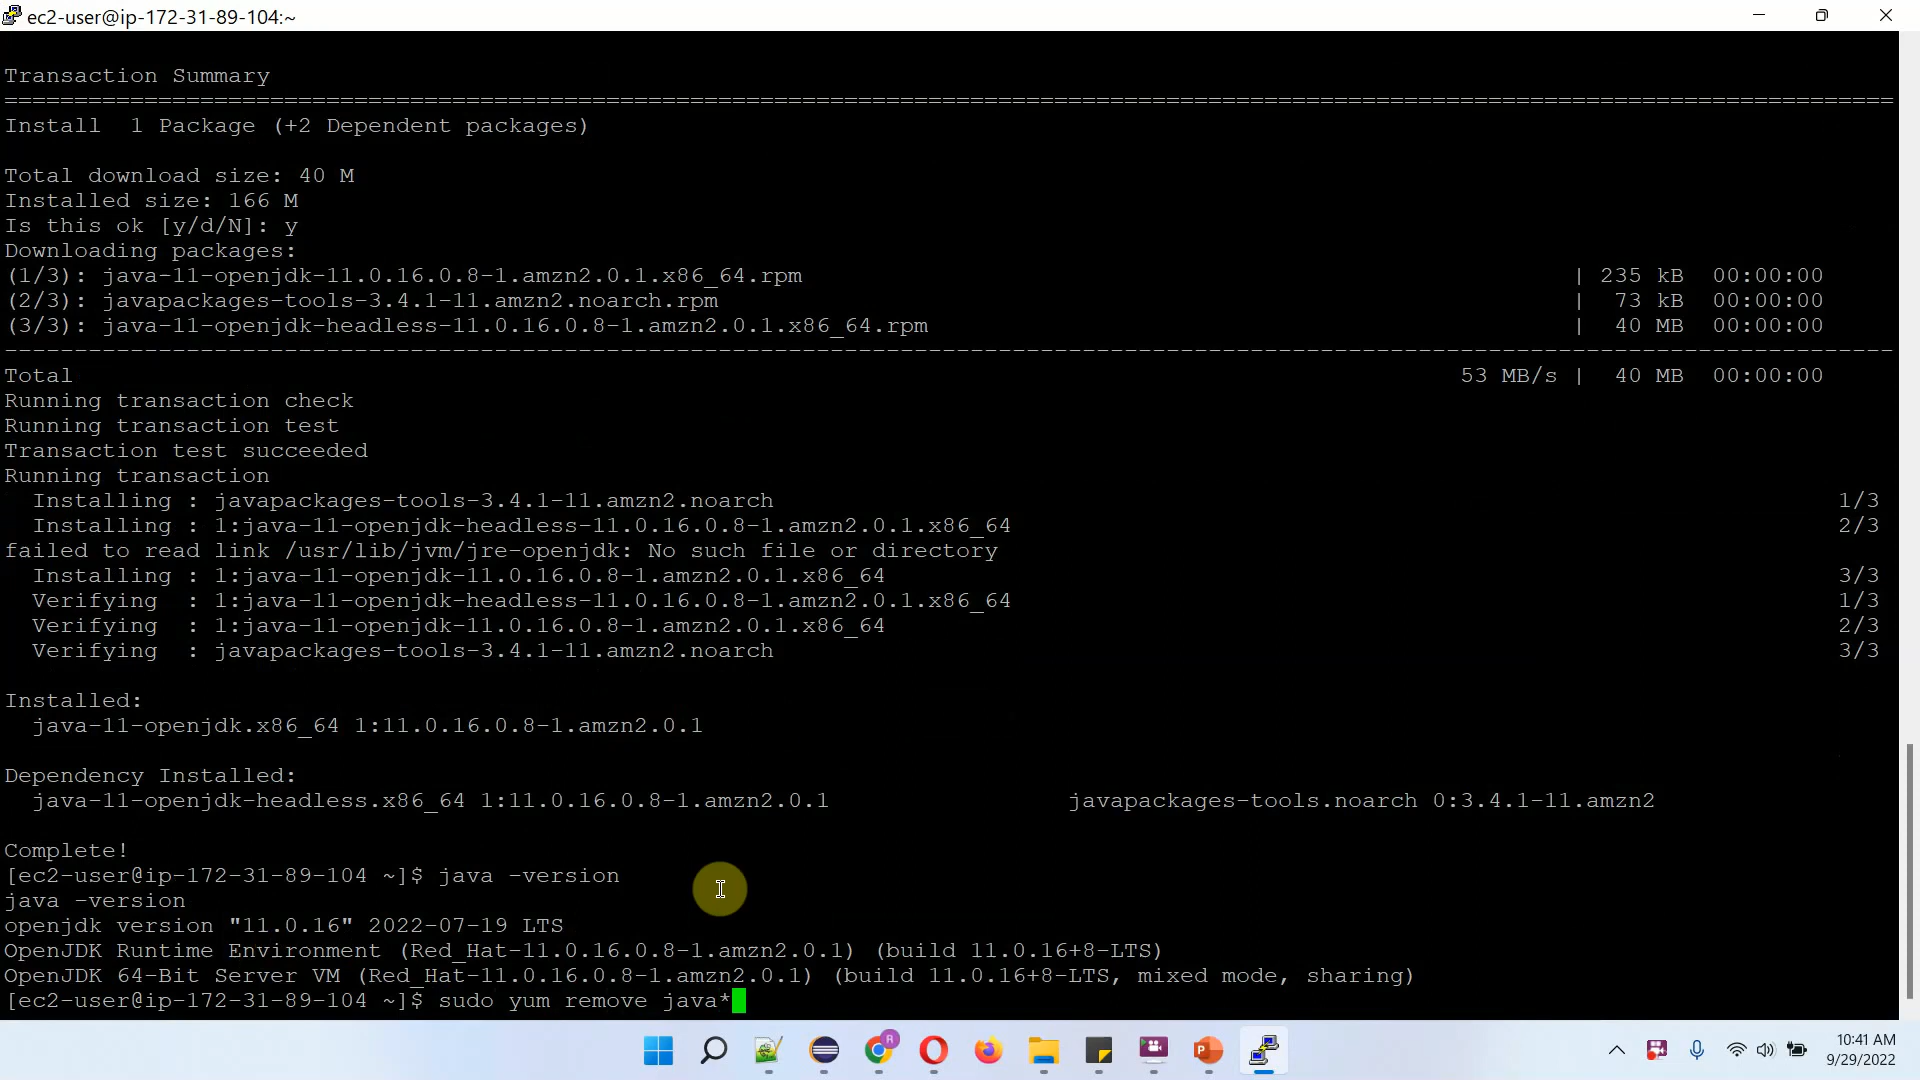 ec2-user@ip-172-31-89-104:~
Transaction Summary
================================================================================
Install  1 Package (+2 Dependent packages)
Total download size: 40 M
Installed size: 166 M
Is this ok [y/d/N]: y
Downloading packages:
(1/3): java-11-openjdk-11.0.16.0.8-1.amzn2.0.1.x86_64.rpm | 235 kB 00:00:00
(2/3): javapackages-tools-3.4.1-11.amzn2.noarch.rpm | 73 kB 00:00:00
(3/3): java-11-openjdk-headless-11.0.16.0.8-1.amzn2.0.1.x86_64.rpm | 40 MB 00:00:00
--------------------------------------------------------------------------------
Total 53 MB/s | 40 MB 00:00:00
Running transaction check
Running transaction test
Transaction test succeeded
Running transaction
Installing : javapackages-tools-3.4.1-11.amzn2.noarch 1/3
Installing : 1:java-11-openjdk-headless-11.0.16.0.8-1.amzn2.0.1.x86_64 2/3
failed to read link /usr/lib/jvm/jre-openjdk: No such file or directory
Installing : 1:java-11-openjdk-11.0.16.0.8-1.amzn2.0.1.x86_64 3/3
Verifying : 1:java-11-openjdk-headless-11.0.16.0.8-1.amzn2.0.1.x86_64 1/3
Verifying : 1:java-11-openjdk-11.0.16.0.8-1.amzn2.0.1.x86_64 2/3
Verifying : javapackages-tools-3.4.1-11.amzn2.noarch 3/3
Installed:
java-11-openjdk.x86_64 1:11.0.16.0.8-1.amzn2.0.1
Dependency Installed:
java-11-openjdk-headless.x86_64 1:11.0.16.0.8-1.amzn2.0.1 javapackages-tools.noarch 0:3.4.1-11.amzn2
Complete!
[ec2-user@ip-172-31-89-104 ~]$ java -version
java -version
openjdk version "11.0.16" 2022-07-19 LTS
OpenJDK Runtime Environment (Red_Hat-11.0.16.0.8-1.amzn2.0.1) (build 11.0.16+8-LTS)
OpenJDK 64-Bit Server VM (Red_Hat-11.0.16.0.8-1.amzn2.0.1) (build 11.0.16+8-LTS, mixed mode, sharing)
[ec2-user@ip-172-31-89-104 ~]$ sudo yum remove java*
R
P
10:41 AM
9/29/2022